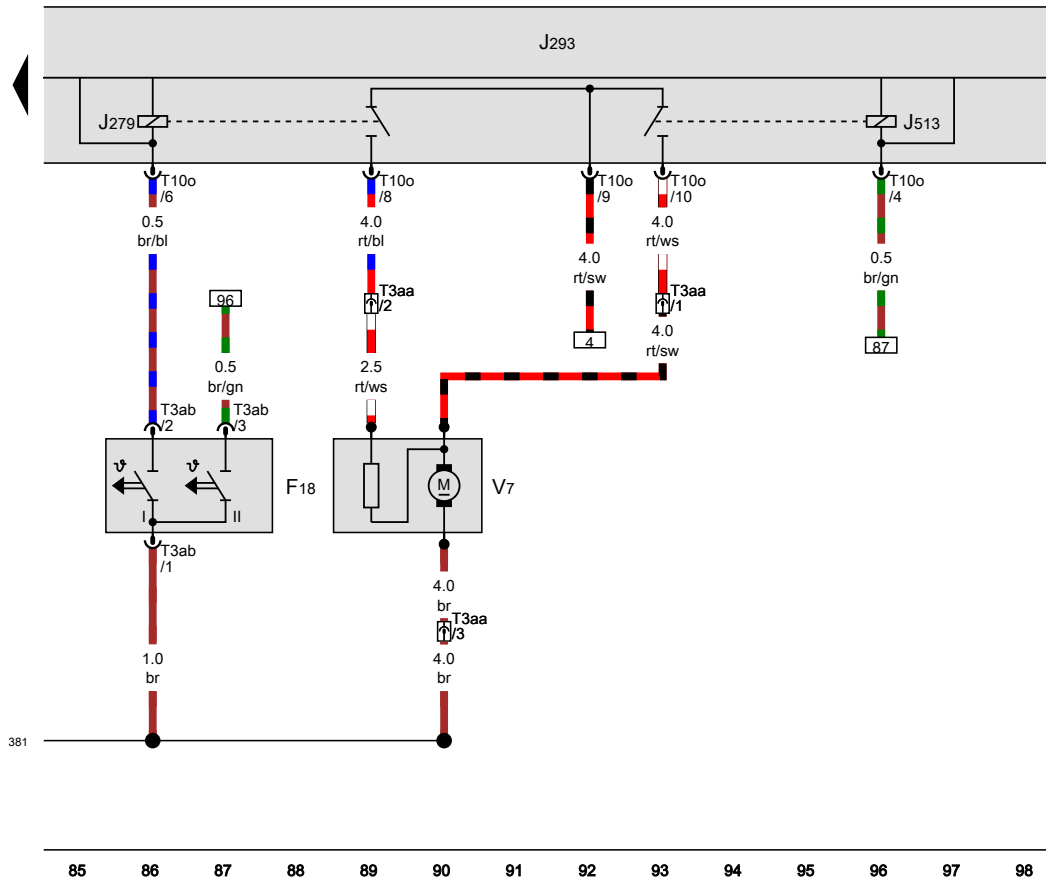 J293
J279
J513
T10o
/6
T10o
/8
T10o
/9
T10o
/10
T10o
/4
0.5
br/bl
4.0
rt/bl
4.0
rt/sw
4.0
rt/ws
0.5
br/gn
96
T3aa
/2
T3aa
/1
4
87
0.5
br/gn
2.5
rt/ws
4.0
rt/sw
T3ab
/2
T3ab
/3
ϑ
ϑ
I
II
F18
M
V7
T3ab
/1
4.0
br
T3aa
/3
1.0
br
4.0
br
381
85 86 87 88 89 90 91 92 93 94 95 96 97 98